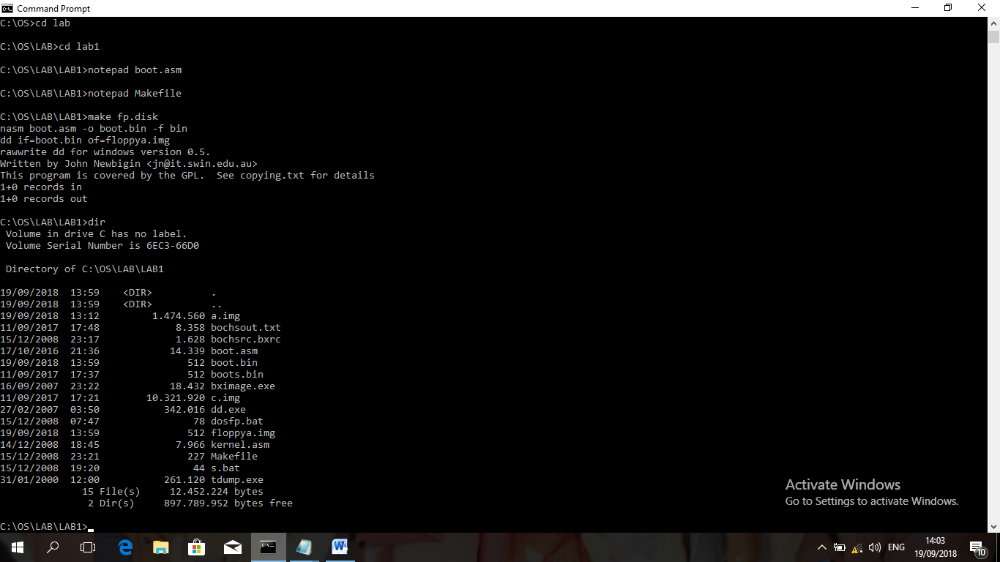 Command Prompt
C:\OS>cd lab
C:\OS\LAB>cd lab1
C:\OS\LAB\LAB1>notepad boot.asm
C:\OS\LAB\LAB1>notepad Makefile
C:\OS\LAB\LAB1>make fp.disk
nasm boot.asm -o boot.bin -f bin
dd if=boot.bin of=floppya.img
rawwrite dd for windows version 0.5.
Written by John Newbigin <jn@it.swin.edu.au>
This program is covered by the GPL.  See copying.txt for details
1+0 records in
1+0 records out
C:\OS\LAB\LAB1>dir
 Volume in drive C has no label.
 Volume Serial Number is 6EC3-66D0
 Directory of C:\OS\LAB\LAB1
19/09/2018  13:59    <DIR>          .
19/09/2018  13:59    <DIR>          ..
19/09/2018  13:12         1.474.560 a.img
11/09/2017  17:48             8.358 bochsout.txt
15/12/2008  23:17             1.628 bochsrc.bxrc
17/10/2016  21:36            14.339 boot.asm
19/09/2018  13:59               512 boot.bin
11/09/2017  17:37               512 boots.bin
16/09/2007  23:22            18.432 bximage.exe
11/09/2017  17:21        10.321.920 c.img
27/02/2007  03:50           342.016 dd.exe
15/12/2008  07:47                78 dosfp.bat
19/09/2018  13:59               512 floppya.img
14/12/2008  18:45             7.966 kernel.asm
15/12/2008  23:21               227 Makefile
15/12/2008  19:20                44 s.bat
31/01/2000  12:00           261.120 tdump.exe
              15 File(s)     12.452.224 bytes
               2 Dir(s)     897.789.952 bytes free
C:\OS\LAB\LAB1>
Activate Windows
Go to Settings to activate Windows.
ENG
14:03
19/09/2018
10